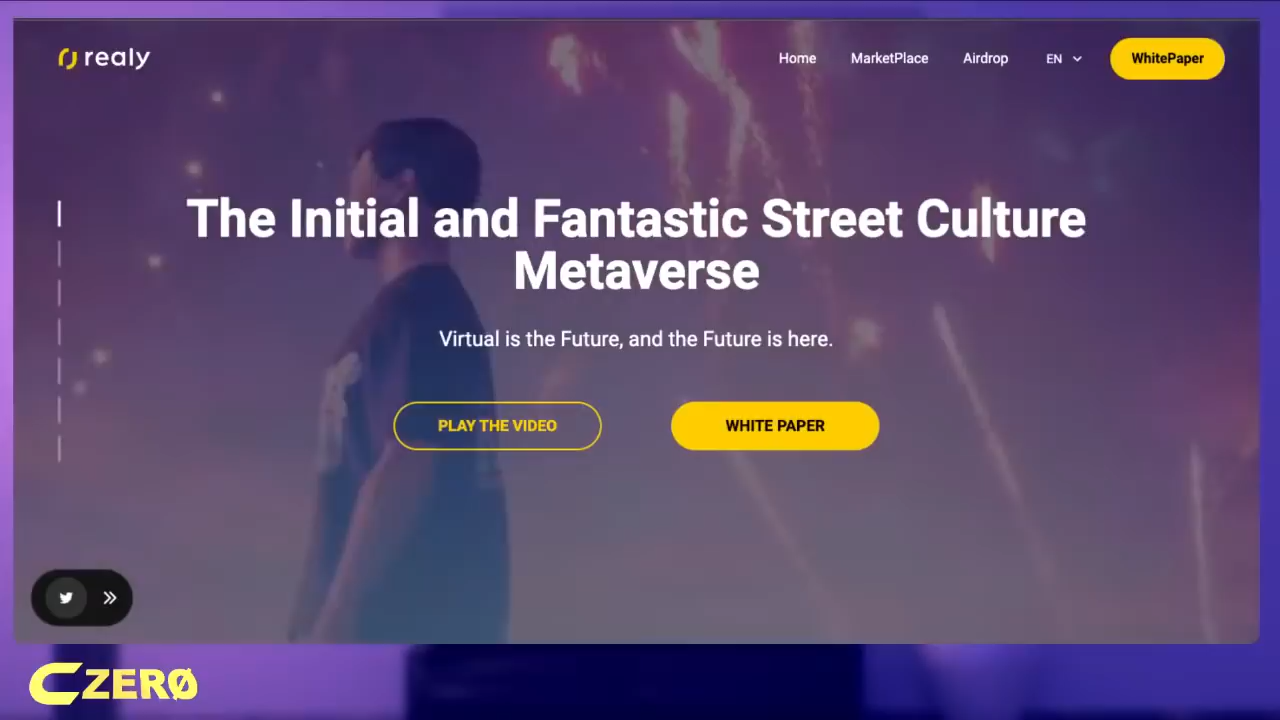 realy
Home MarketPlace Airdrop EN WhitePaper
The Initial and Fantastic Street Culture
Metaverse
Virtual is the Future, and the Future is here.
PLAY THE VIDEO WHITE PAPER
CZERØ